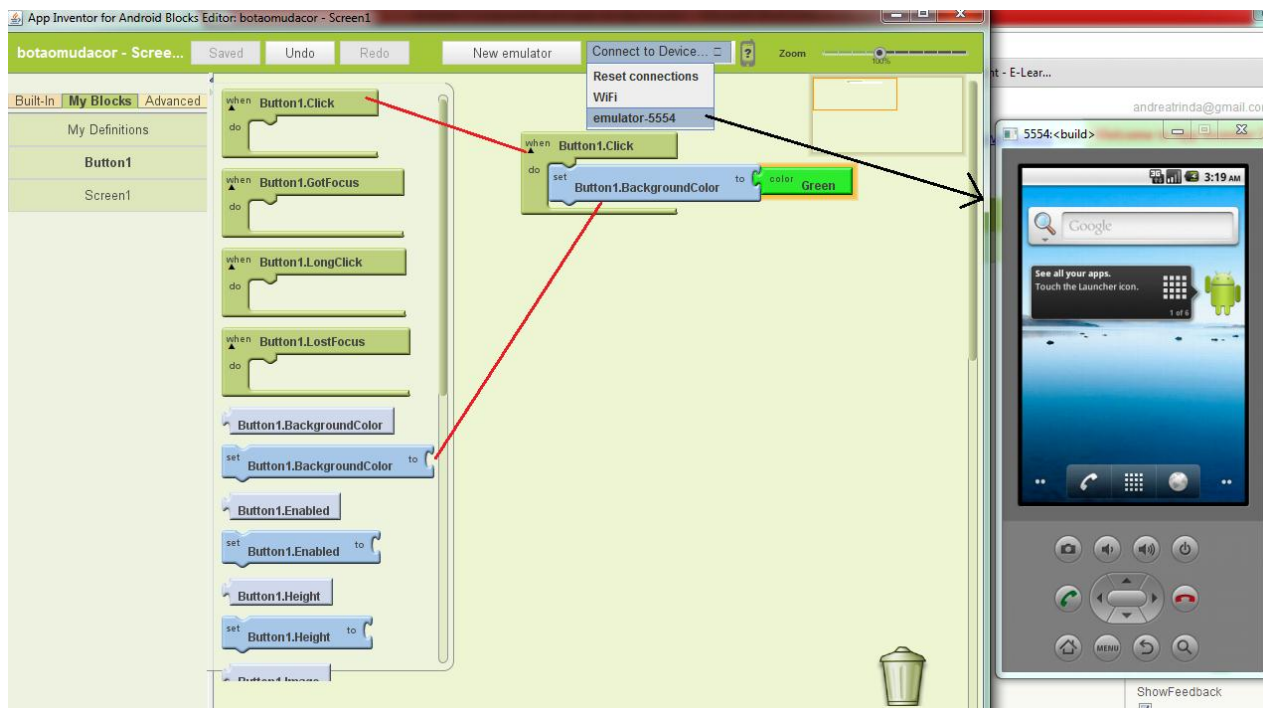 App Inventor for Android Blocks Editor: botaomudacor - Screen1
botaomudacor - Scree... Saved Undo Redo New emulator Connect to Device... ? Zoom
100%
Reset connections
WiFi
emulator-5554
Built-In My Blocks Advanced
My Definitions
Button1
Screen1
when Button1.Click
do
when Button1.GotFocus
do
when Button1.LongClick
do
when Button1.LostFocus
do
Button1.BackgroundColor
set Button1.BackgroundColor to
Button1.Enabled
set Button1.Enabled to
Button1.Height
set Button1.Height to
Button1.Image
when Button1.Click
do set Button1.BackgroundColor to color Green
nt - E-Lear...
andreatrinda@gmail.co
5554:<build>
3G 3:19 AM
Google
See all your apps.
Touch the Launcher icon.
1 of 6
MENU
ShowFeedback